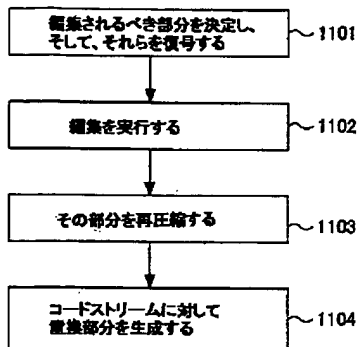 編集されるべき部分を決定し、
そして、それらを復号する
1101
編集を実行する
1102
その部分を再圧縮する
1103
コードストリームに対して
置換部分を生成する
1104